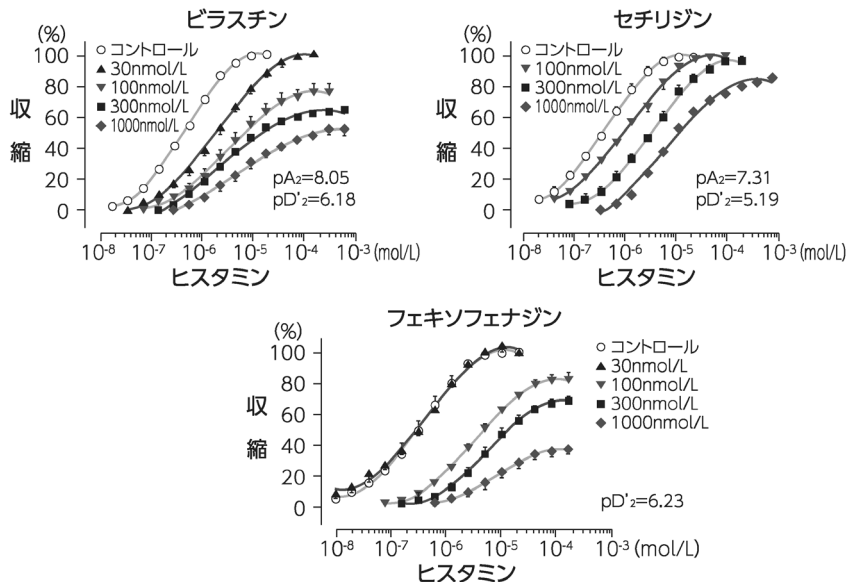 ビラスチン
(%)
100
80
60
40
20
0
収縮
○ コントロール
▲ 30nmol/L
▼ 100nmol/L
■ 300nmol/L
◆ 1000nmol/L
pA₂=8.05
pD'₂=6.18
10⁻⁸ 10⁻⁷ 10⁻⁶ 10⁻⁵ 10⁻⁴ 10⁻³ (mol/L)
ヒスタミン
セチリジン
(%)
100
80
60
40
20
0
収縮
○ コントロール
▼ 100nmol/L
■ 300nmol/L
◆ 1000nmol/L
pA₂=7.31
pD'₂=5.19
10⁻⁸ 10⁻⁷ 10⁻⁶ 10⁻⁵ 10⁻⁴ 10⁻³ (mol/L)
ヒスタミン
フェキソフェナジン
(%)
100
80
60
40
20
0
収縮
○ コントロール
▲ 30nmol/L
▼ 100nmol/L
■ 300nmol/L
◆ 1000nmol/L
pD'₂=6.23
10⁻⁸ 10⁻⁷ 10⁻⁶ 10⁻⁵ 10⁻⁴ 10⁻³ (mol/L)
ヒスタミン